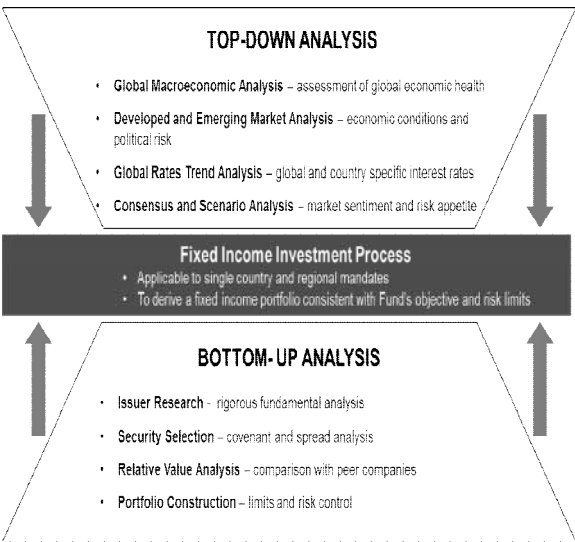 TOP-DOWN ANALYSIS
• Global Macroeconomic Analysis – assessment of global economic health
• Developed and Emerging Market Analysis – economic conditions and
political risk
• Global Rates Trend Analysis – global and country specific interest rates
• Consensus and Scenario Analysis – market sentiment and risk appetite
Fixed Income Investment Process
• Applicable to single country and regional mandates
• To derive a fixed income portfolio consistent with Fund's objective and risk limits
BOTTOM- UP ANALYSIS
• Issuer Research - rigorous fundamental analysis
• Security Selection – covenant and spread analysis
• Relative Value Analysis – comparison with peer companies
• Portfolio Construction – limits and risk control